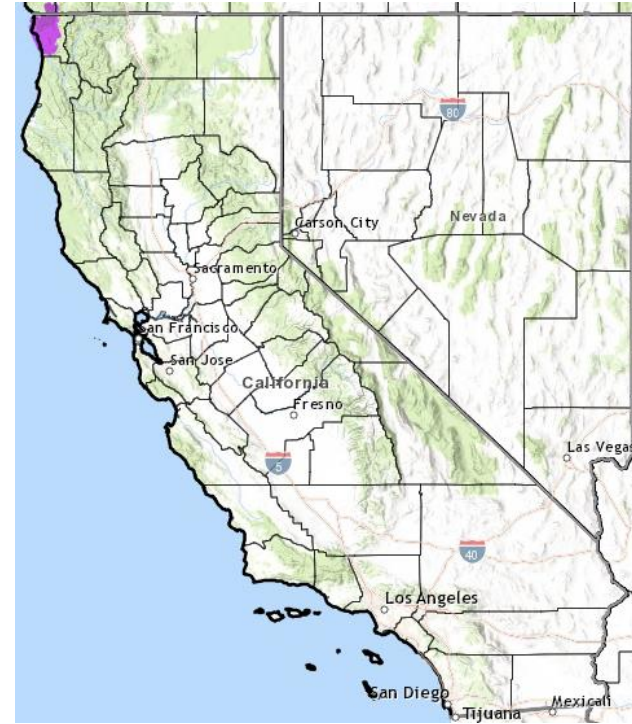 80
Carson City
Nevada
Sacramento
San Francisco
San Jose
California
Fresno
5
Las Vegas
40
Los Angeles
San Diego
Mexicali
Tijuana